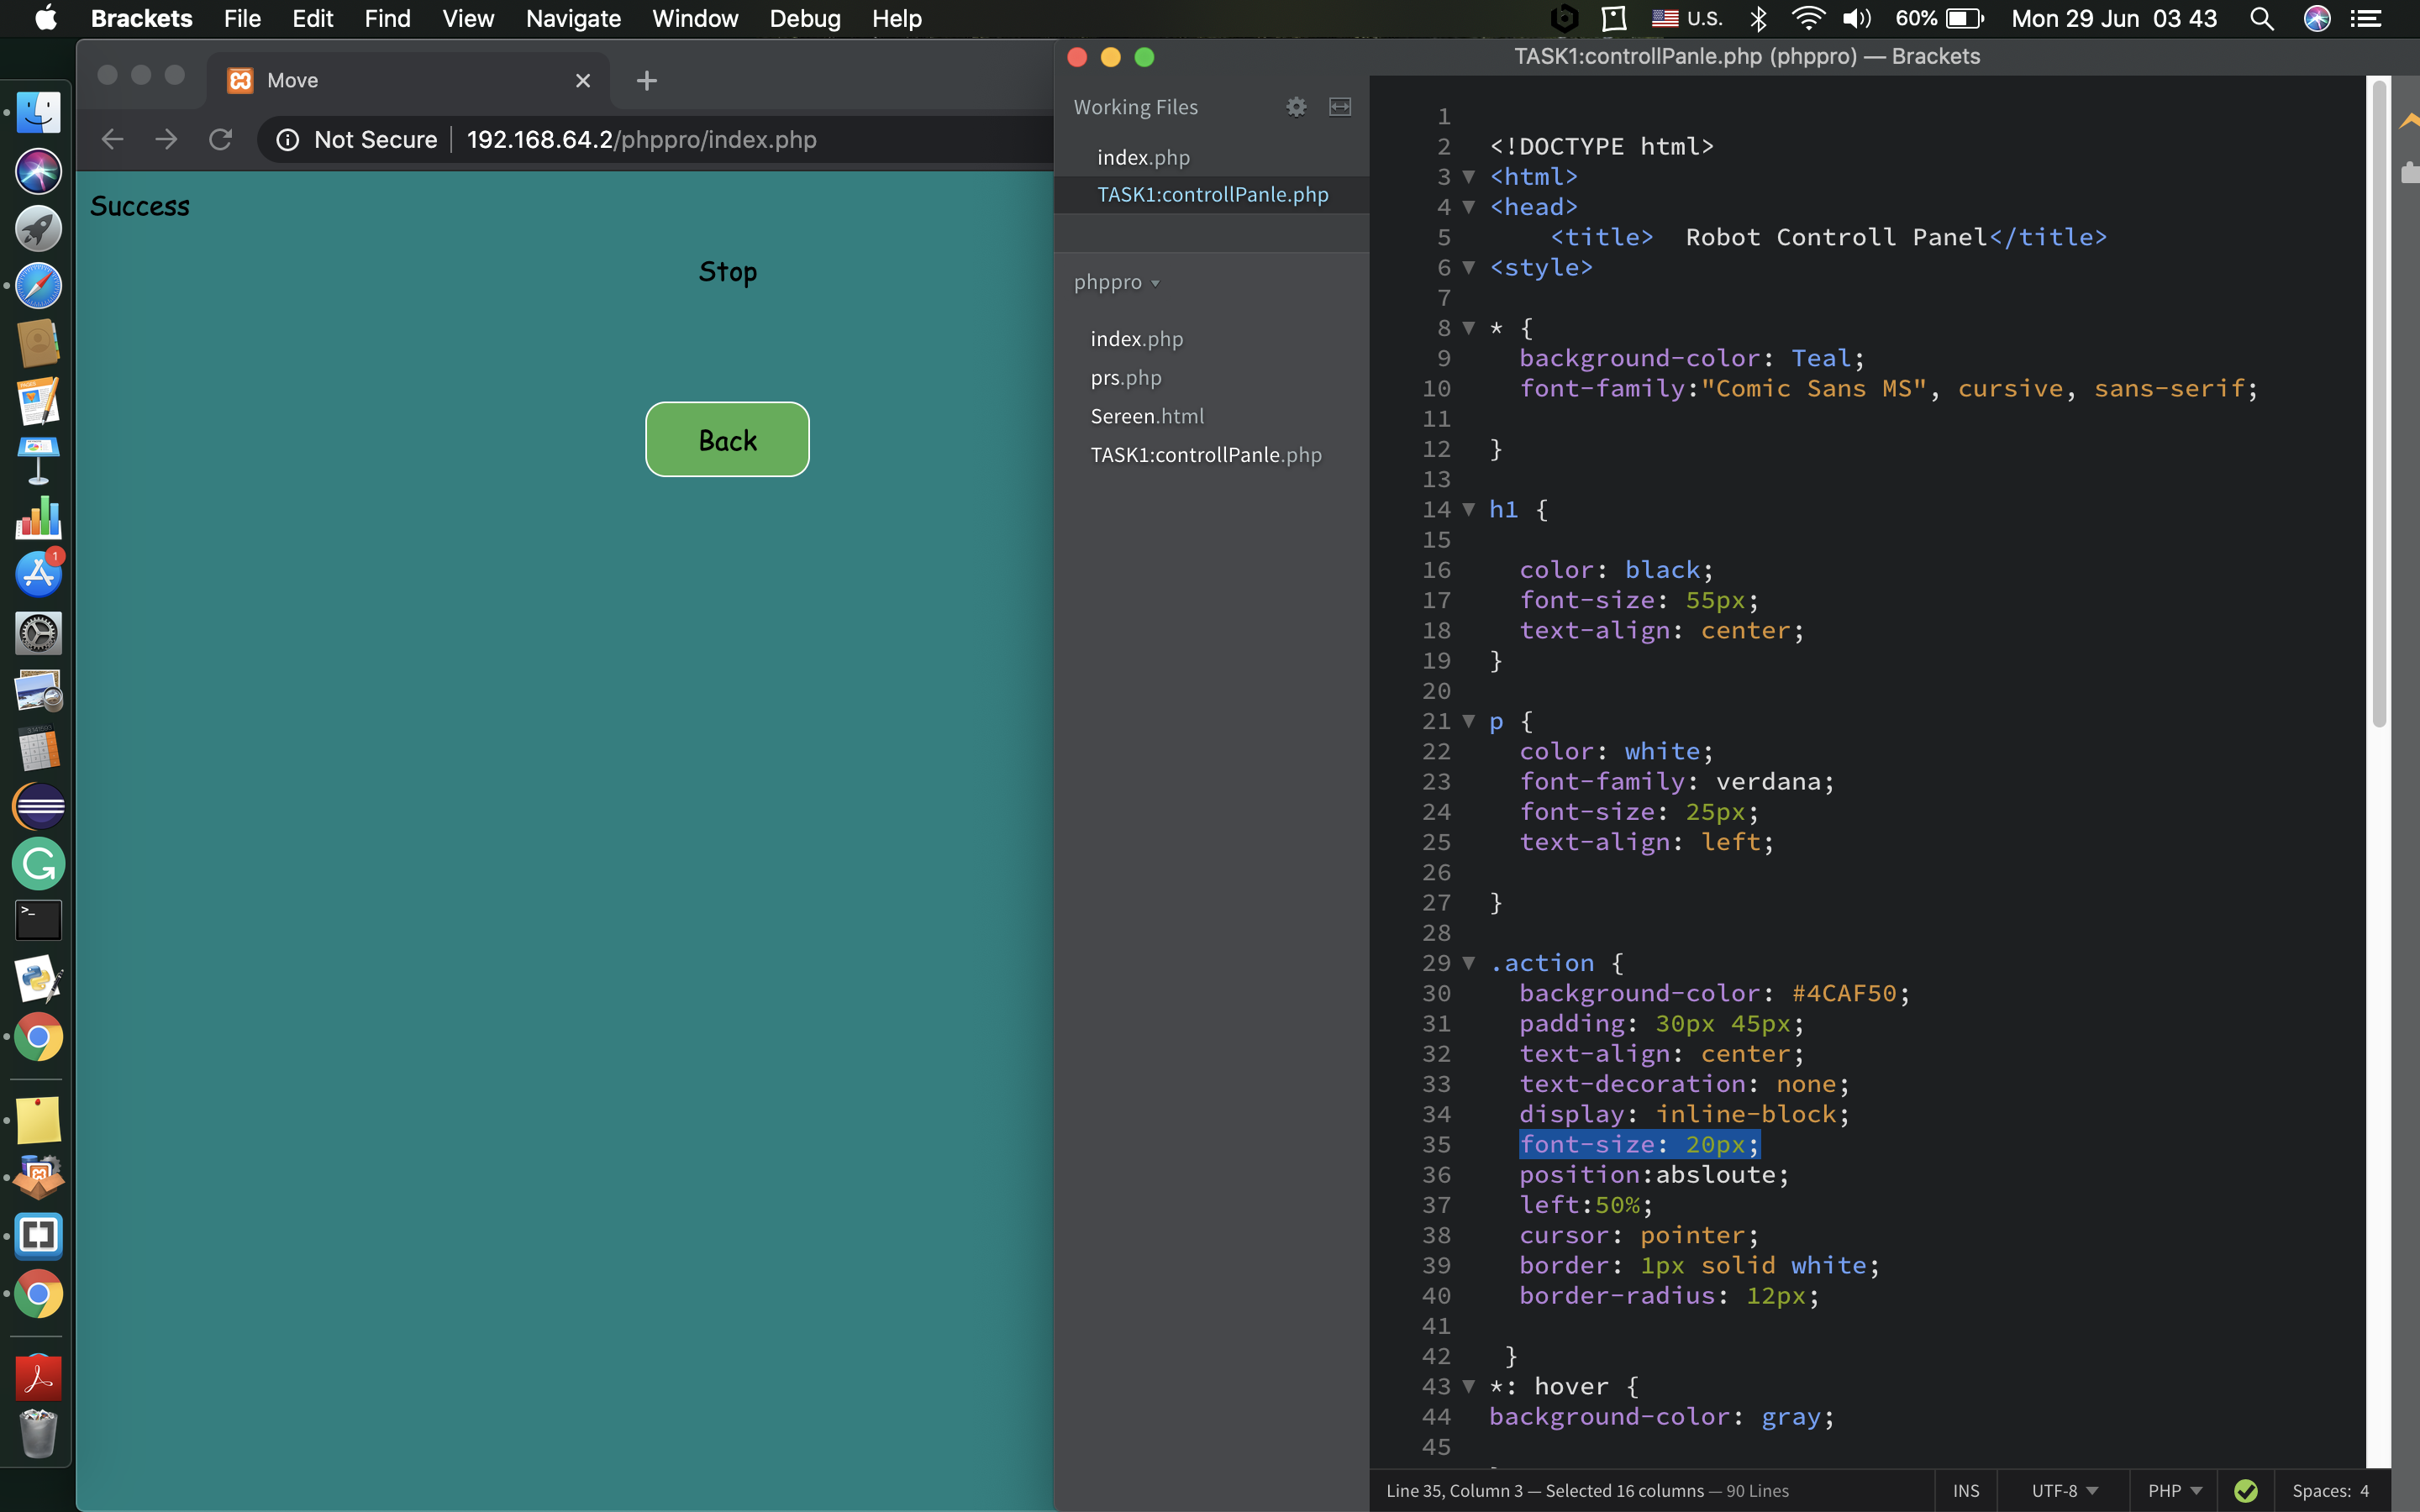 Brackets File Edit Find View Navigate Window Debug Help U.S. 60% Mon 29 Jun 03 43
Move
Not Secure 192.168.64.2/phppro/index.php
Success
Stop
Back
1
TASK1:controllPanle.php (phppro) — Brackets
Working Files
index.php
TASK1:controllPanle.php
phppro
index.php
prs.php
Sereen.html
TASK1:controllPanle.php
1
2 <!DOCTYPE html>
3 <html>
4 <head>
5 <title>  Robot Controll Panel</title>
6 <style>
7
8 * {
9 background-color: Teal;
10 font-family:"Comic Sans MS", cursive, sans-serif;
11
12 }
13
14 h1 {
15
16 color: black;
17 font-size: 55px;
18 text-align: center;
19 }
20
21 p {
22 color: white;
23 font-family: verdana;
24 font-size: 25px;
25 text-align: left;
26
27 }
28
29 .action {
30 background-color: #4CAF50;
31 padding: 30px 45px;
32 text-align: center;
33 text-decoration: none;
34 display: inline-block;
35 font-size: 20px;
36 position:absloute;
37 left:50%;
38 cursor: pointer;
39 border: 1px solid white;
40 border-radius: 12px;
41
42 }
43 *: hover {
44 background-color: gray;
45
Line 35, Column 3 — Selected 16 columns — 90 Lines INS UTF-8 PHP Spaces: 4